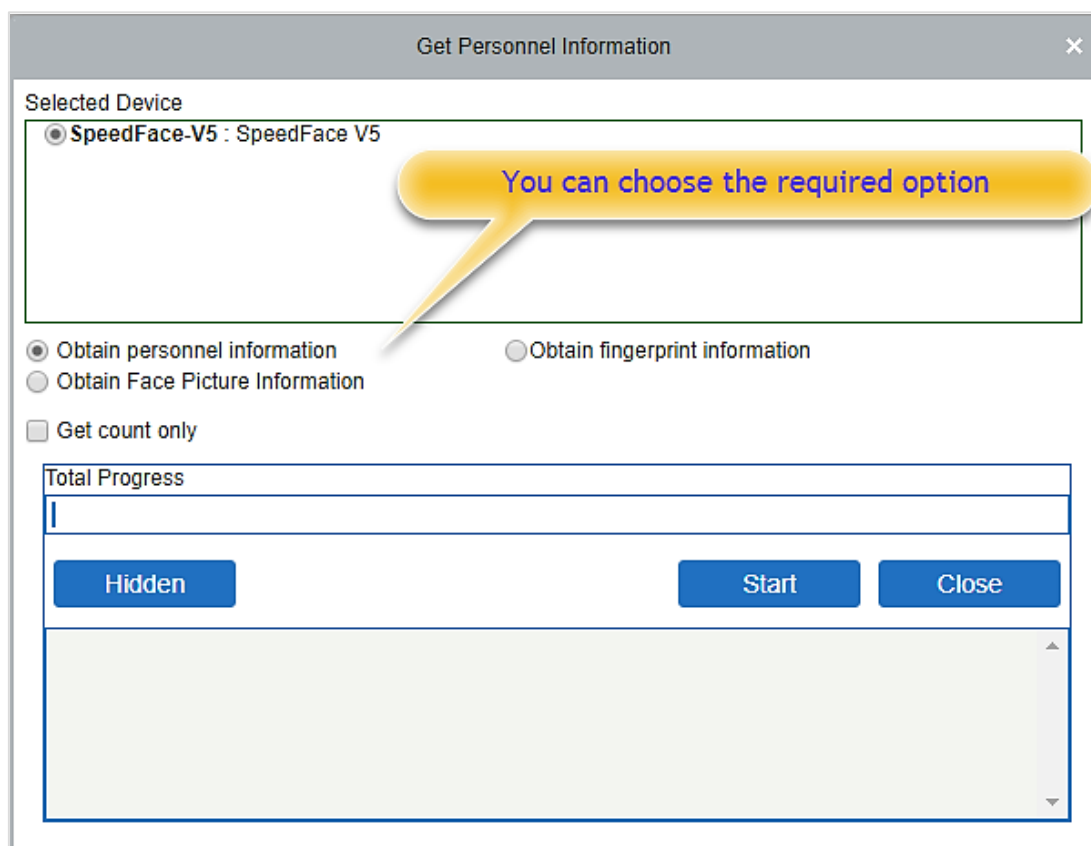 Get Personnel Information
Selected Device
SpeedFace-V5 : SpeedFace V5
You can choose the required option
Obtain personnel information
Obtain fingerprint information
Obtain Face Picture Information
Get count only
Total Progress
Hidden
Start
Close